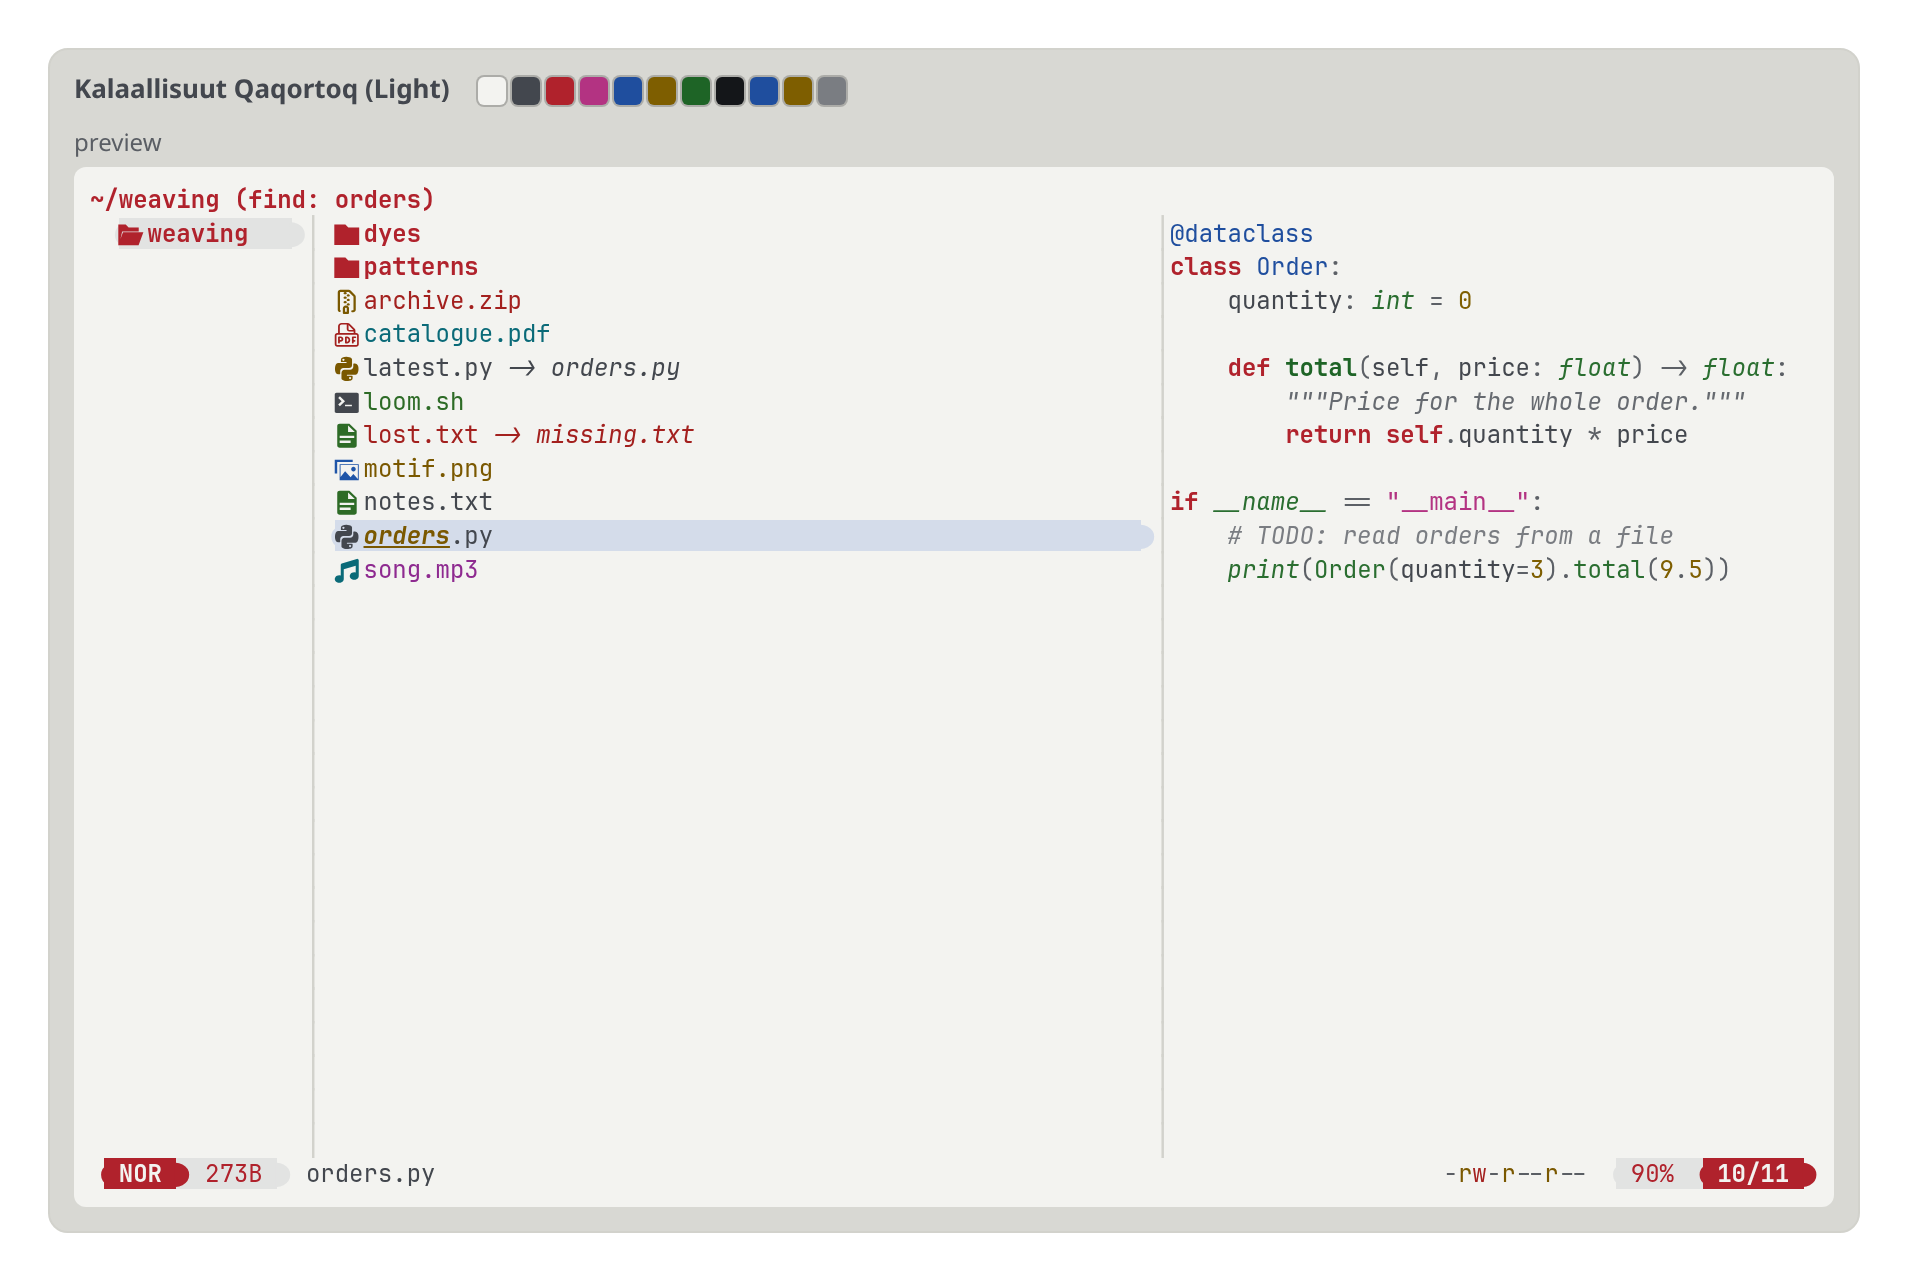 Kalaallisuut Qaqortoq (Light)
preview
~/weaving (find: orders)
weaving
dyes
patterns
archive.zip
catalogue.pdf
latest.py -> orders.py
loom.sh
lost.txt -> missing.txt
motif.png
notes.txt
orders.py
song.mp3
@dataclass
class Order:
    quantity: int = 0
    def total(self, price: float) -> float:
        """Price for the whole order."""
        return self.quantity * price
if __name__ == "__main__":
    # TODO: read orders from a file
    print(Order(quantity=3).total(9.5))
NOR 273B orders.py -rw-r--r-- 90% 10/11